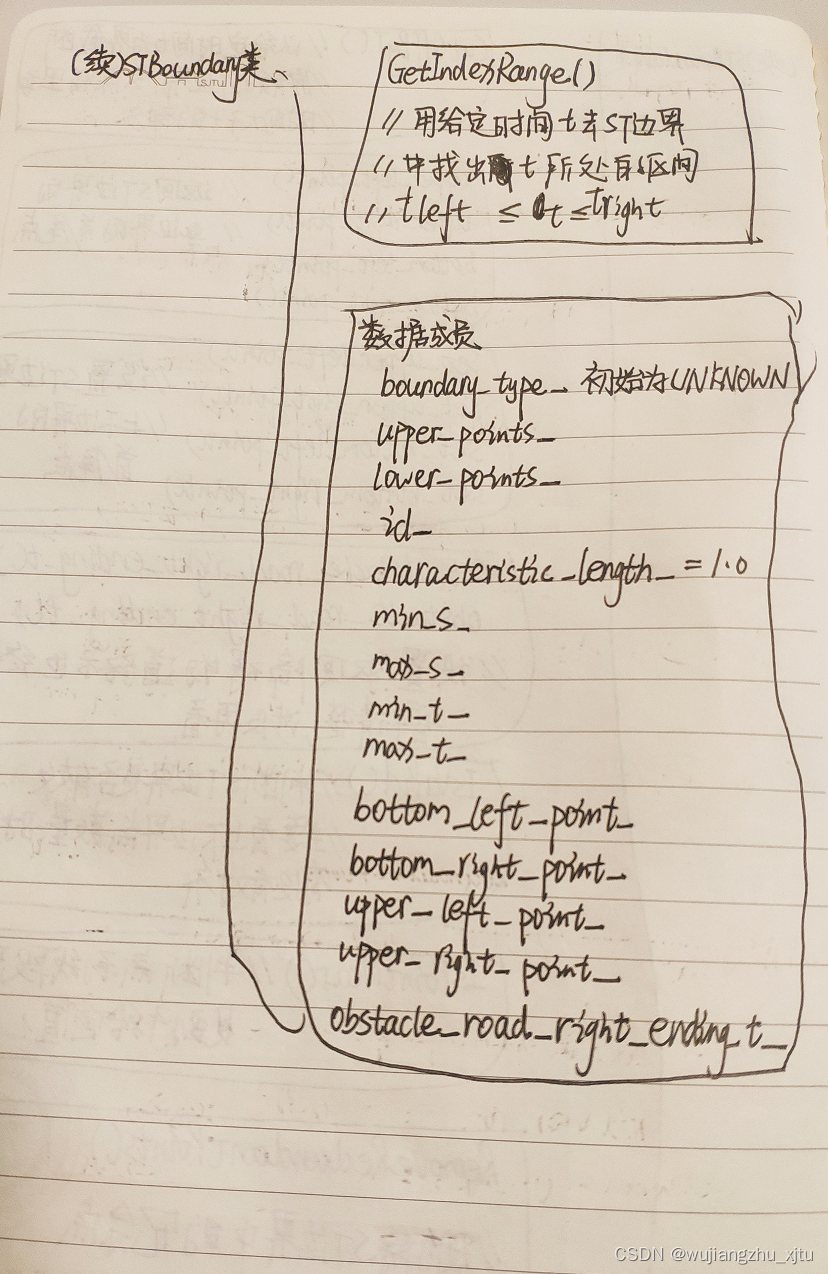 (续)STBoundary类
GetIndexRange()
// 用给定时间t去ST边界
// 中找出t所处的区间
// tleft ≤ t ≤ tright
数据成员
boundary_type_ 初始为UNKNOWN
upper_points_
lower_points_
id_
characteristic_length_ = 1.0
min_s_
max_s_
min_t_
max_t_
bottom_left_point_
bottom_right_point_
upper_left_point_
upper_right_point_
obstacle_road_right_ending_t_
CSDN @wujiangzhu_xjtu